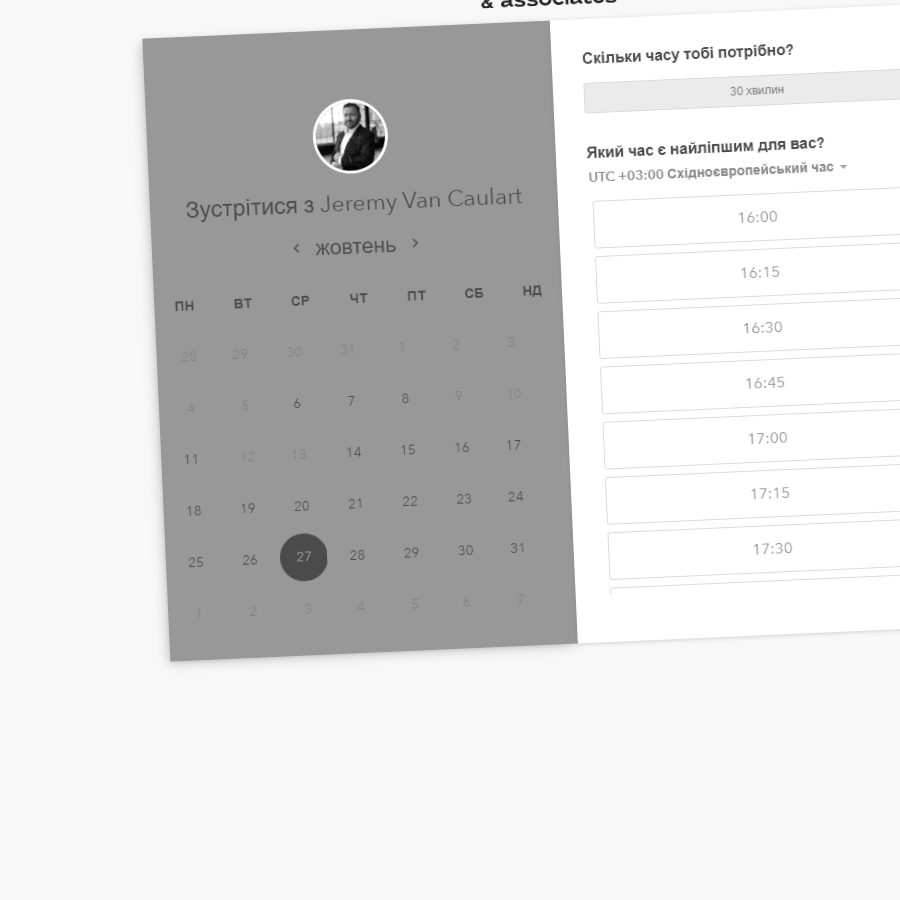 & associates
Зустрітися з Jeremy Van Caulart
жовтень
ПН ВТ СР ЧТ ПТ СБ НД
28 29 30 31 1 2 3
4 5 6 7 8 9 10
11 12 13 14 15 16 17
18 19 20 21 22 23 24
25 26 27 28 29 30 31
1 2 3 4 5 6 7
Скільки часу тобі потрібно?
30 хвилин
Який час є найліпшим для вас?
UTC +03:00 Східноєвропейський час
16:00
16:15
16:30
16:45
17:00
17:15
17:30